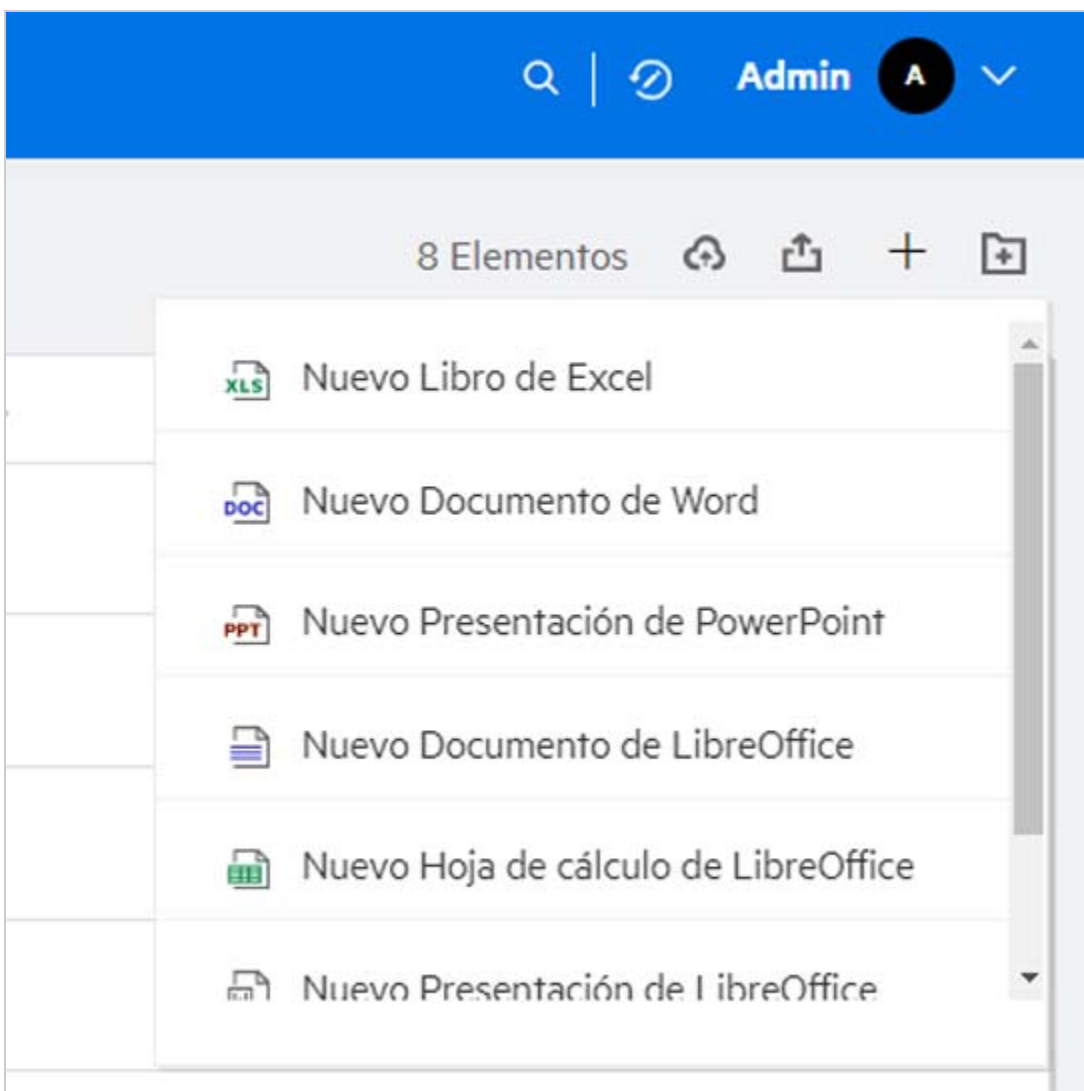 Admin A
8 Elementos
XLS Nuevo Libro de Excel
DOC Nuevo Documento de Word
PPT Nuevo Presentación de PowerPoint
Nuevo Documento de LibreOffice
Nuevo Hoja de cálculo de LibreOffice
Nuevo Presentación de LibreOffice